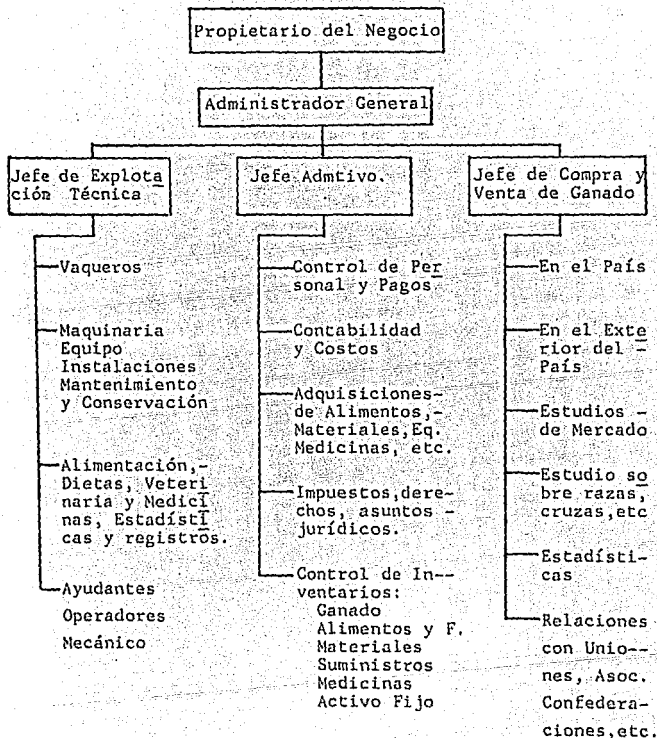 Propietario del Negocio
Administrador General
Jefe de Explota
ación Técnica
Jefe Admtivo.
Jefe de Compra y
Venta de Ganado
Vaqueros
Maquinaria
Equipo
Instalaciones
Mantenimiento
y Conservación
Alimentación,-
Dietas, Veteri
naria y Medici
nas, Estadísti
cas y registros.
Ayudantes
Operadores
Mecánico
Control de Per
sonal y Pagos
Contabilidad
y Costos
Adquisiciones-
de Alimentos,-
Materiales,Eq.
Medicinas, etc.
Impuestos,dere-
chos, asuntos -
jurídicos.
Control de In--
ventarios:
Ganado
Alimentos y F.
Materiales
Suministros
Medicinas
Activo Fijo
En el País
En el Exte
rior del -
País
Estudios -
de Mercado
Estudio so
bre razas,
cruzas,etc
Estadísti-
cas
Relaciones
con Unio--
nes, Asoc.
Confedera-
ciones,etc.